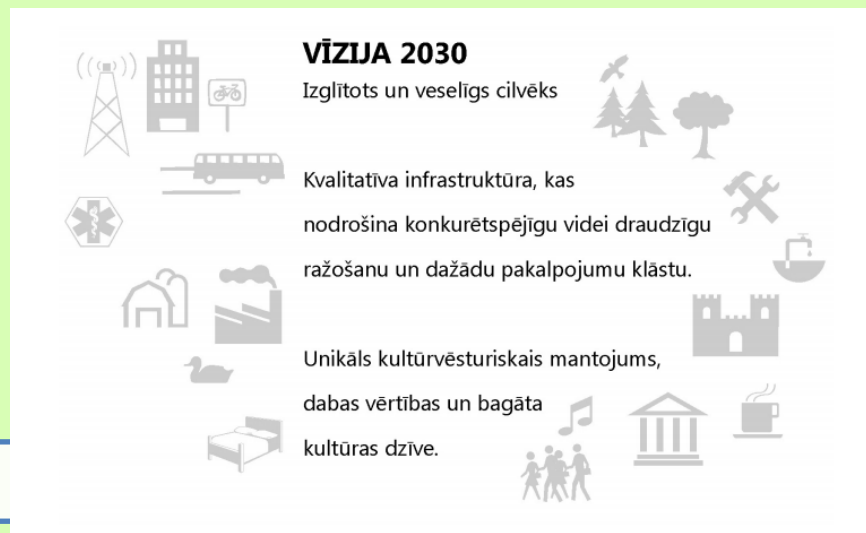 VĪZIJA 2030
Izglītots un veselīgs cilvēks
Kvalitatīva infrastruktūra, kas
nodrošina konkurētspējīgu videi draudzīgu
ražošanu un dažādu pakalpojumu klāstu.
Unikāls kultūrvēsturiskais mantojums,
dabas vērtības un bagāta
kultūras dzīve.